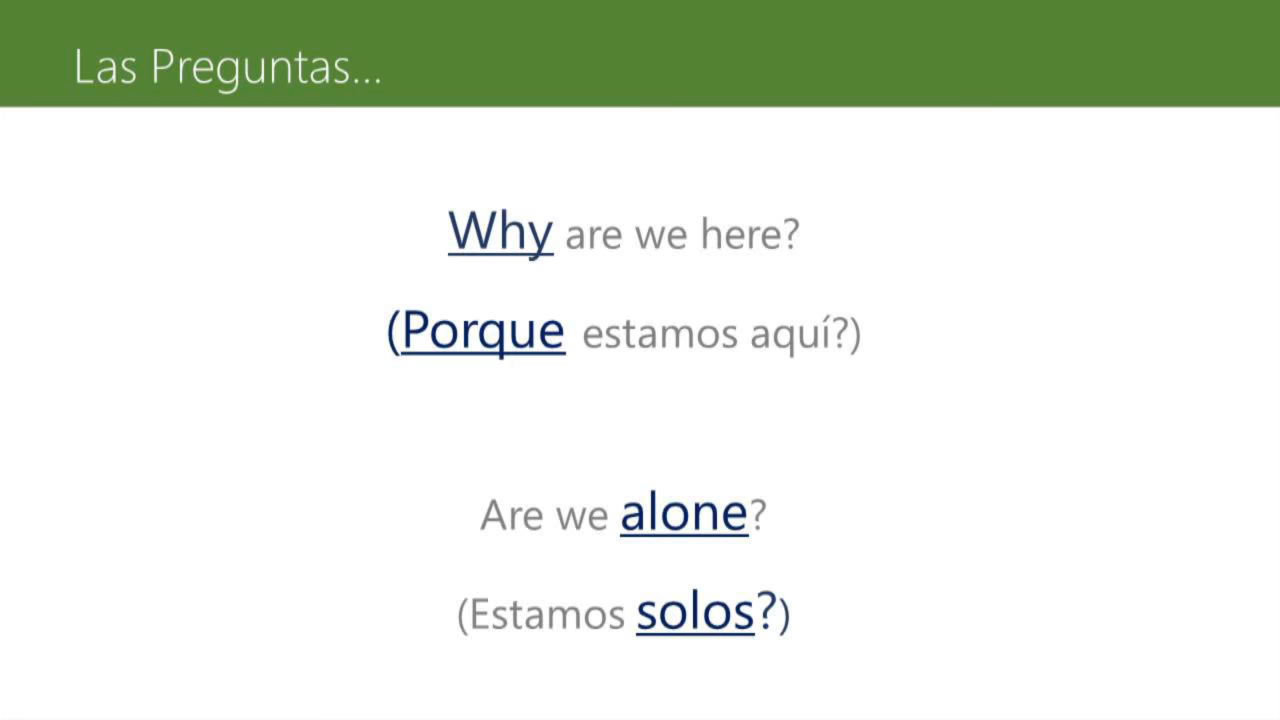 Las Preguntas...
Why are we here?
(Porque estamos aquí?)
Are we alone?
(Estamos solos?)